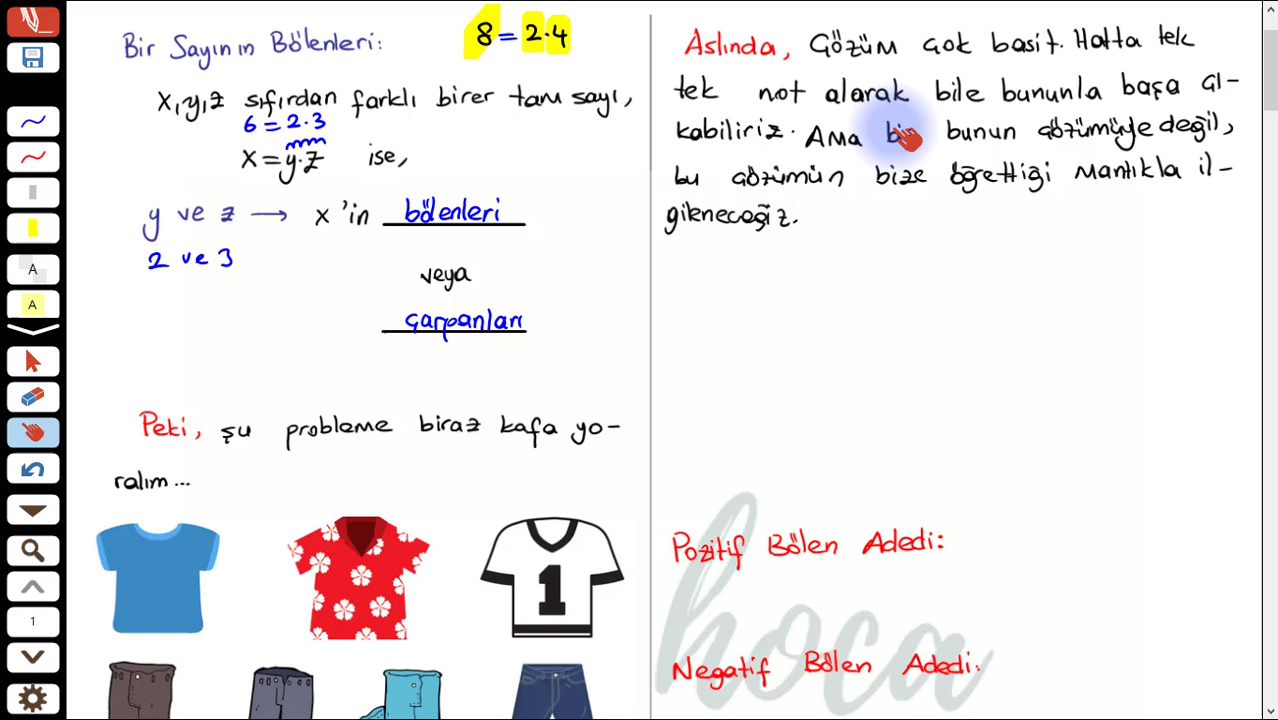 Bir Sayının Bölenleri:
8 = 2.4
x,y,z sıfırdan farklı birer tam sayı,
6 = 2.3
x = y.z ise,
y ve z → x'in bölenleri
2 ve 3
veya
çarpanları
Peki, şu probleme biraz kafa yo-
ralım...
1
Aslında, Çözüm çok basit. Hatta tek
tek not alarak bile bununla başa çı-
kabiliriz. Ama bunun çözümüyle değil,
bu çözümün bize öğrettiği mantıkla il-
gileneceğiz.
Pozitif Bölen Adedi:
hoca
Negatif Bölen Adedi:
A
A
1